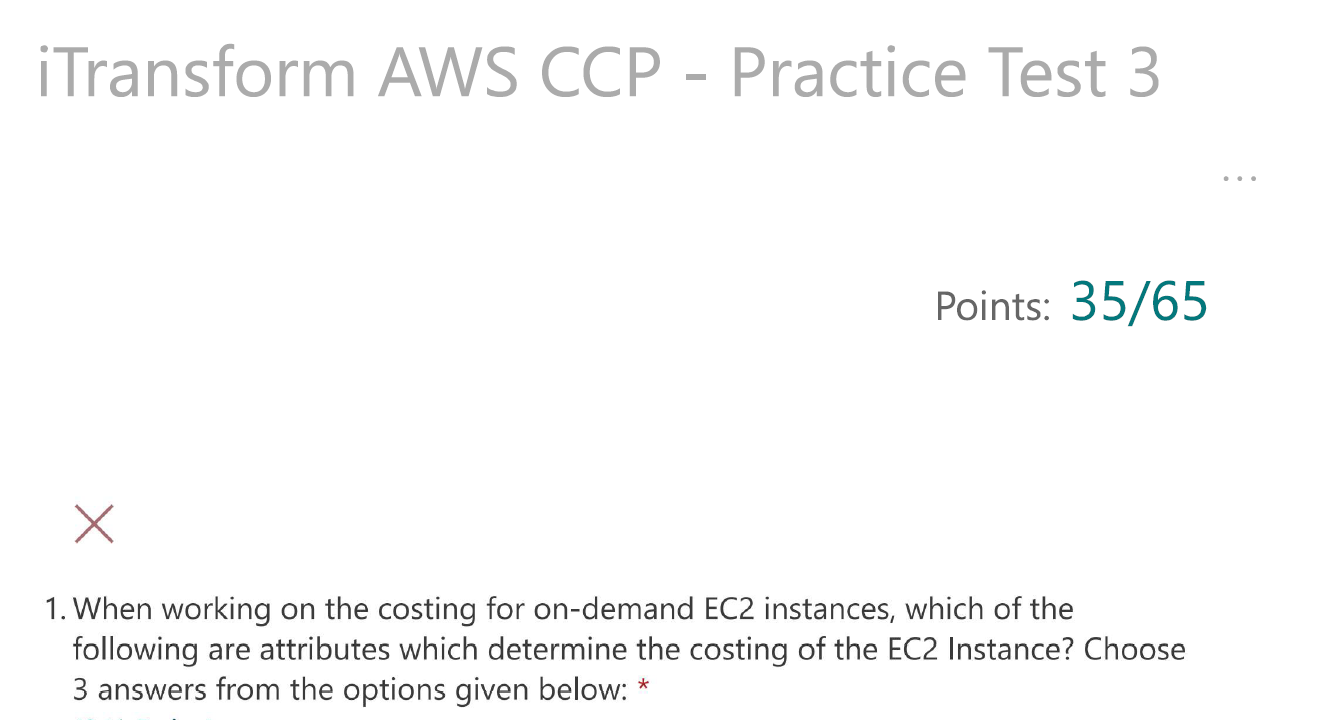 iTransform AWS CCP - Practice Test 3
...
Points: 35/65
1. When working on the costing for on-demand EC2 instances, which of the
following are attributes which determine the costing of the EC2 Instance? Choose
3 answers from the options given below: *